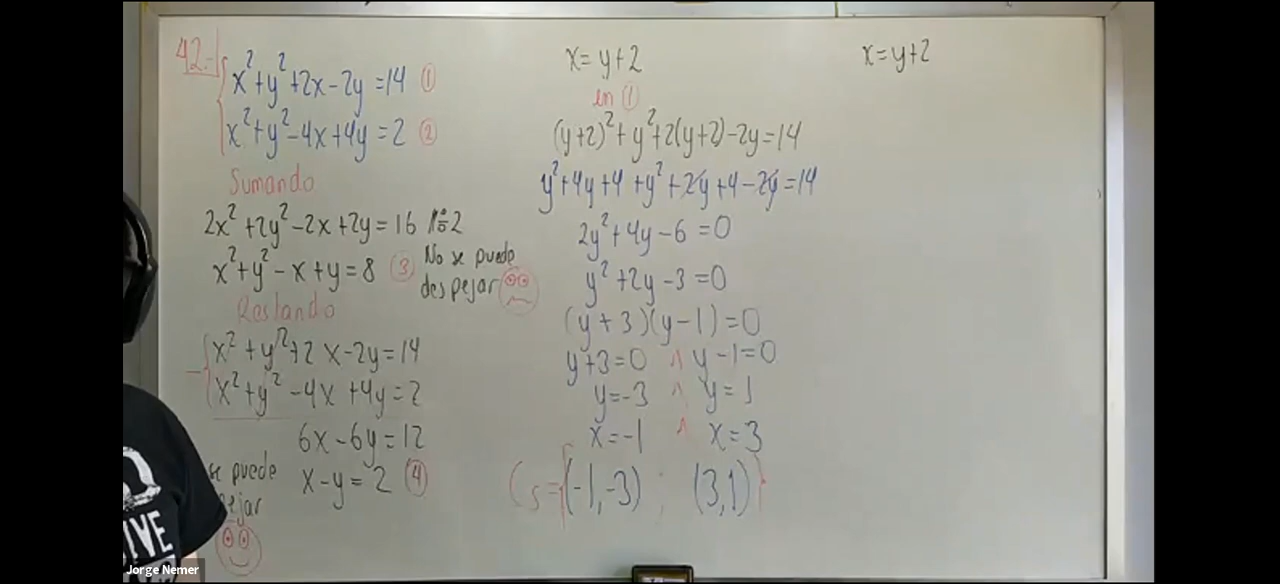 42.-
x²+y²+2x-2y=14 ①
x²+y²-4x+4y=2 ②
Sumando
2x²+2y²-2x+2y=16 /÷2
x²+y²-x+y=8 ③ No se puede
despejar
Restando
x²+y²+2x-2y=14
- x²+y²-4x+4y=2
6x-6y=12
se puede x-y=2 ④
pejar
x=y+2
en ①
(y+2)²+y²+2(y+2)-2y=14
y²+4y+4+y²+2y+4-2y=14
2y²+4y-6=0
y²+2y-3=0
(y+3)(y-1)=0
y+3=0 ∧ y-1=0
y=-3 ∧ y=1
x=-1 ∧ x=3
Cs={(-1,-3) ; (3,1)}
x=y+2
IVE
Jorge Nemer